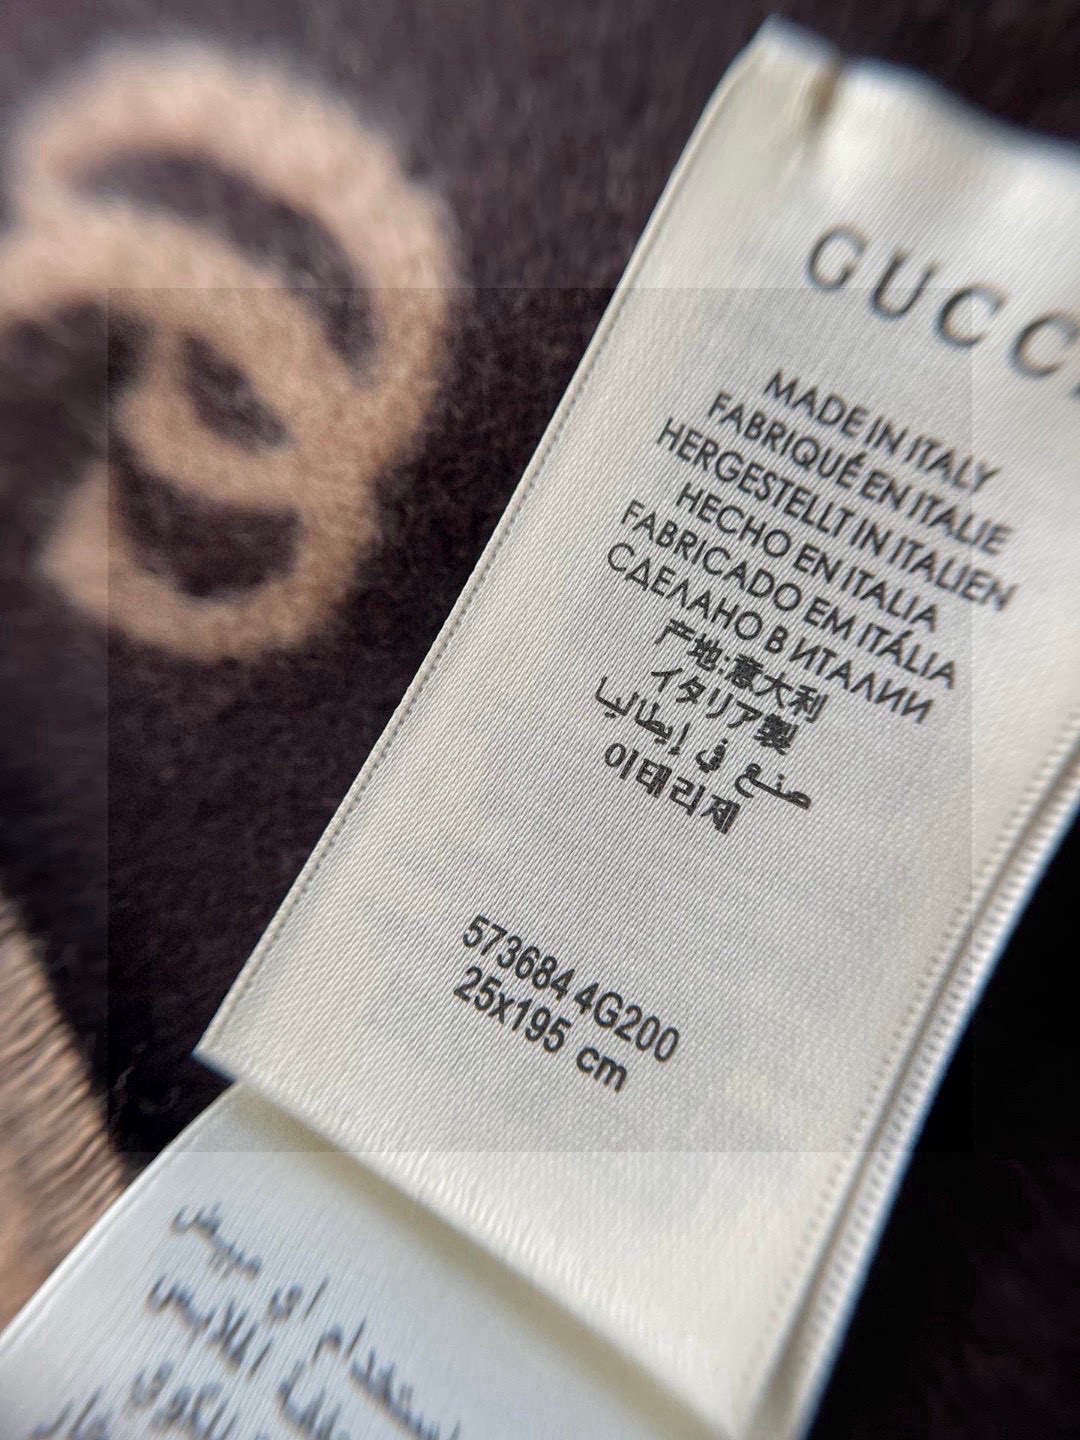 GUCCI
MADE IN ITALY
FABRIQUÉ EN ITALIE
HERGESTELLT IN ITALIEN
HECHO EN ITALIA
FABRICADO EM ITÁLIA
СДЕЛАНО В ИТАЛИИ
产地:意大利
イタリア製
صنع في إيطاليا
이태리제
573684 4G200
25x195 cm
أي مبيض